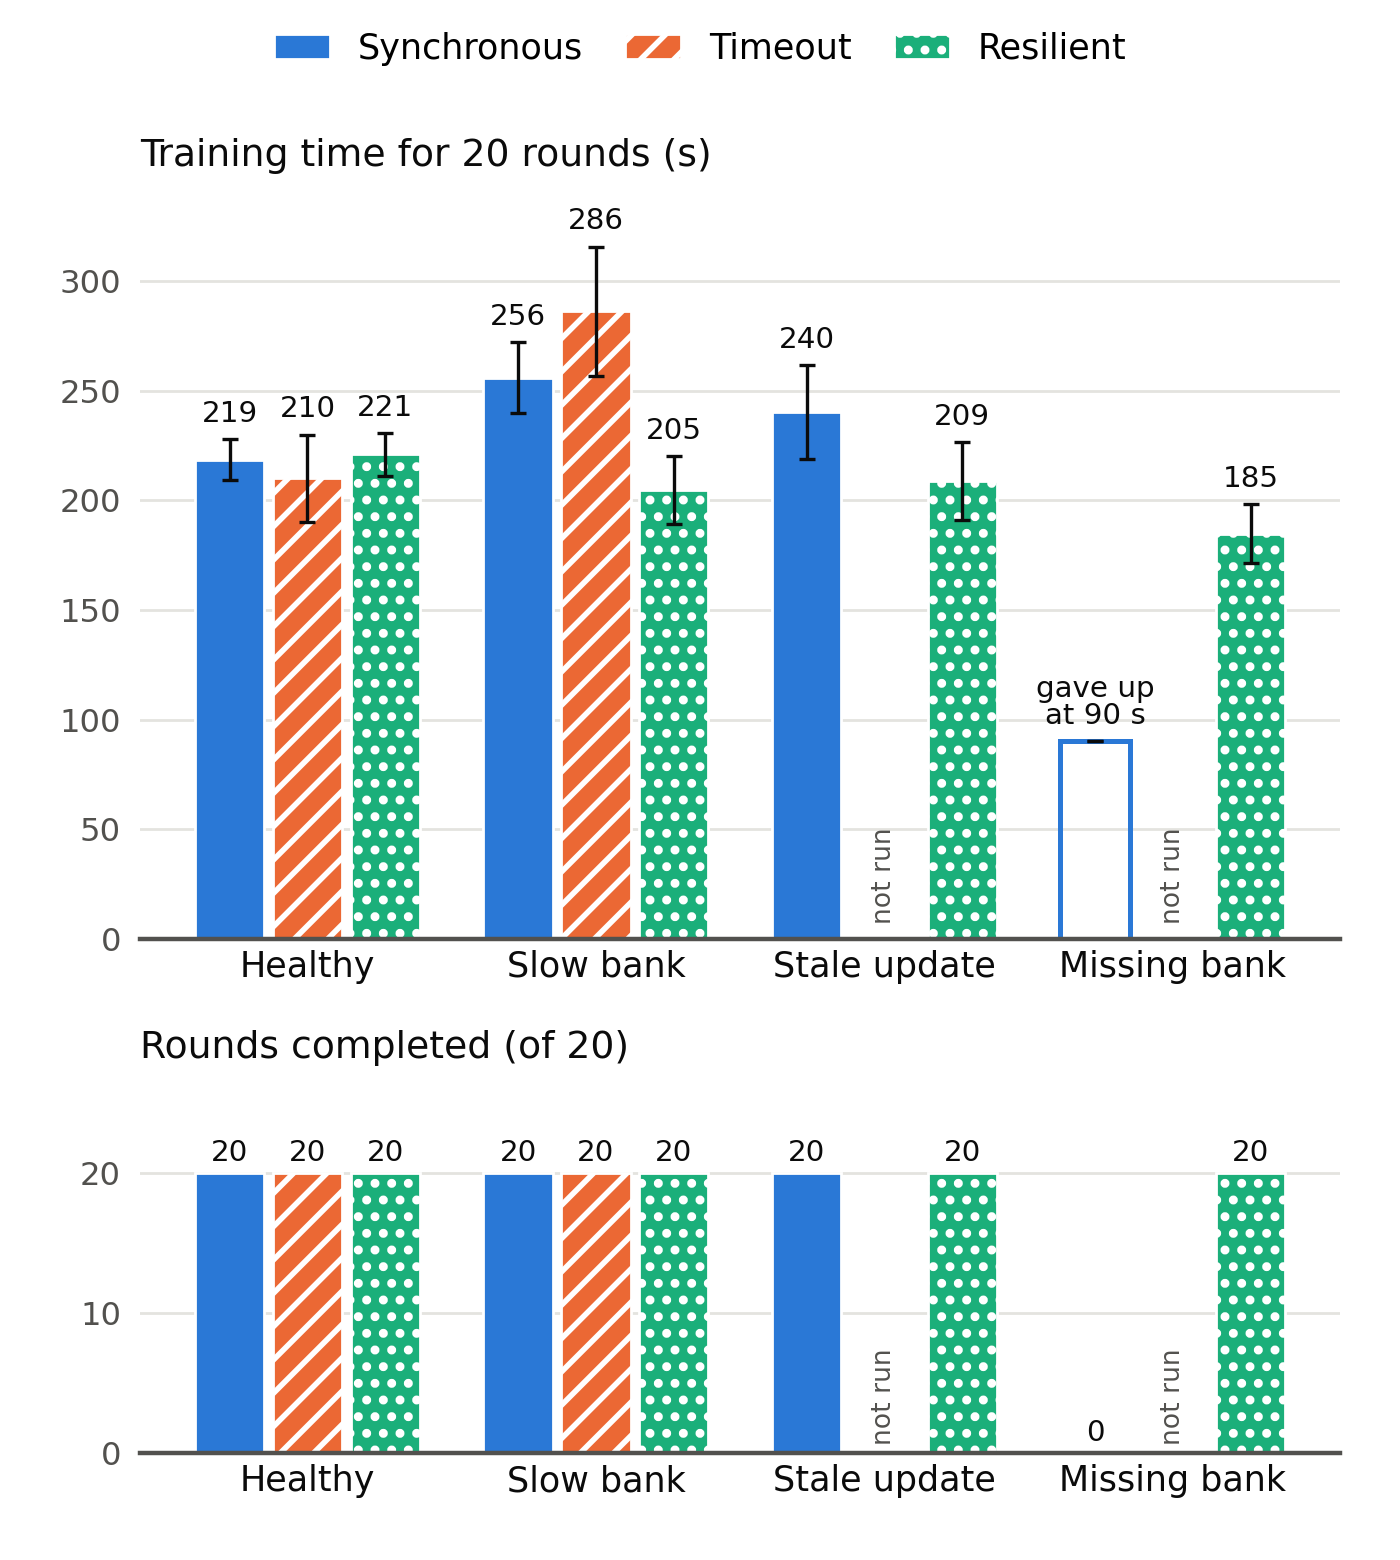 Synchronous Timeout Resilient
Training time for 20 rounds (s)
286
300
256
240
250
219 210 221
205
209
200
185
150
gave up
at 90 s
100
50
not run
not run
0
Healthy Slow bank Stale update Missing bank
Rounds completed (of 20)
20 20 20 20 20 20 20 20 20
20
10
not run
not run
0
0
Healthy Slow bank Stale update Missing bank